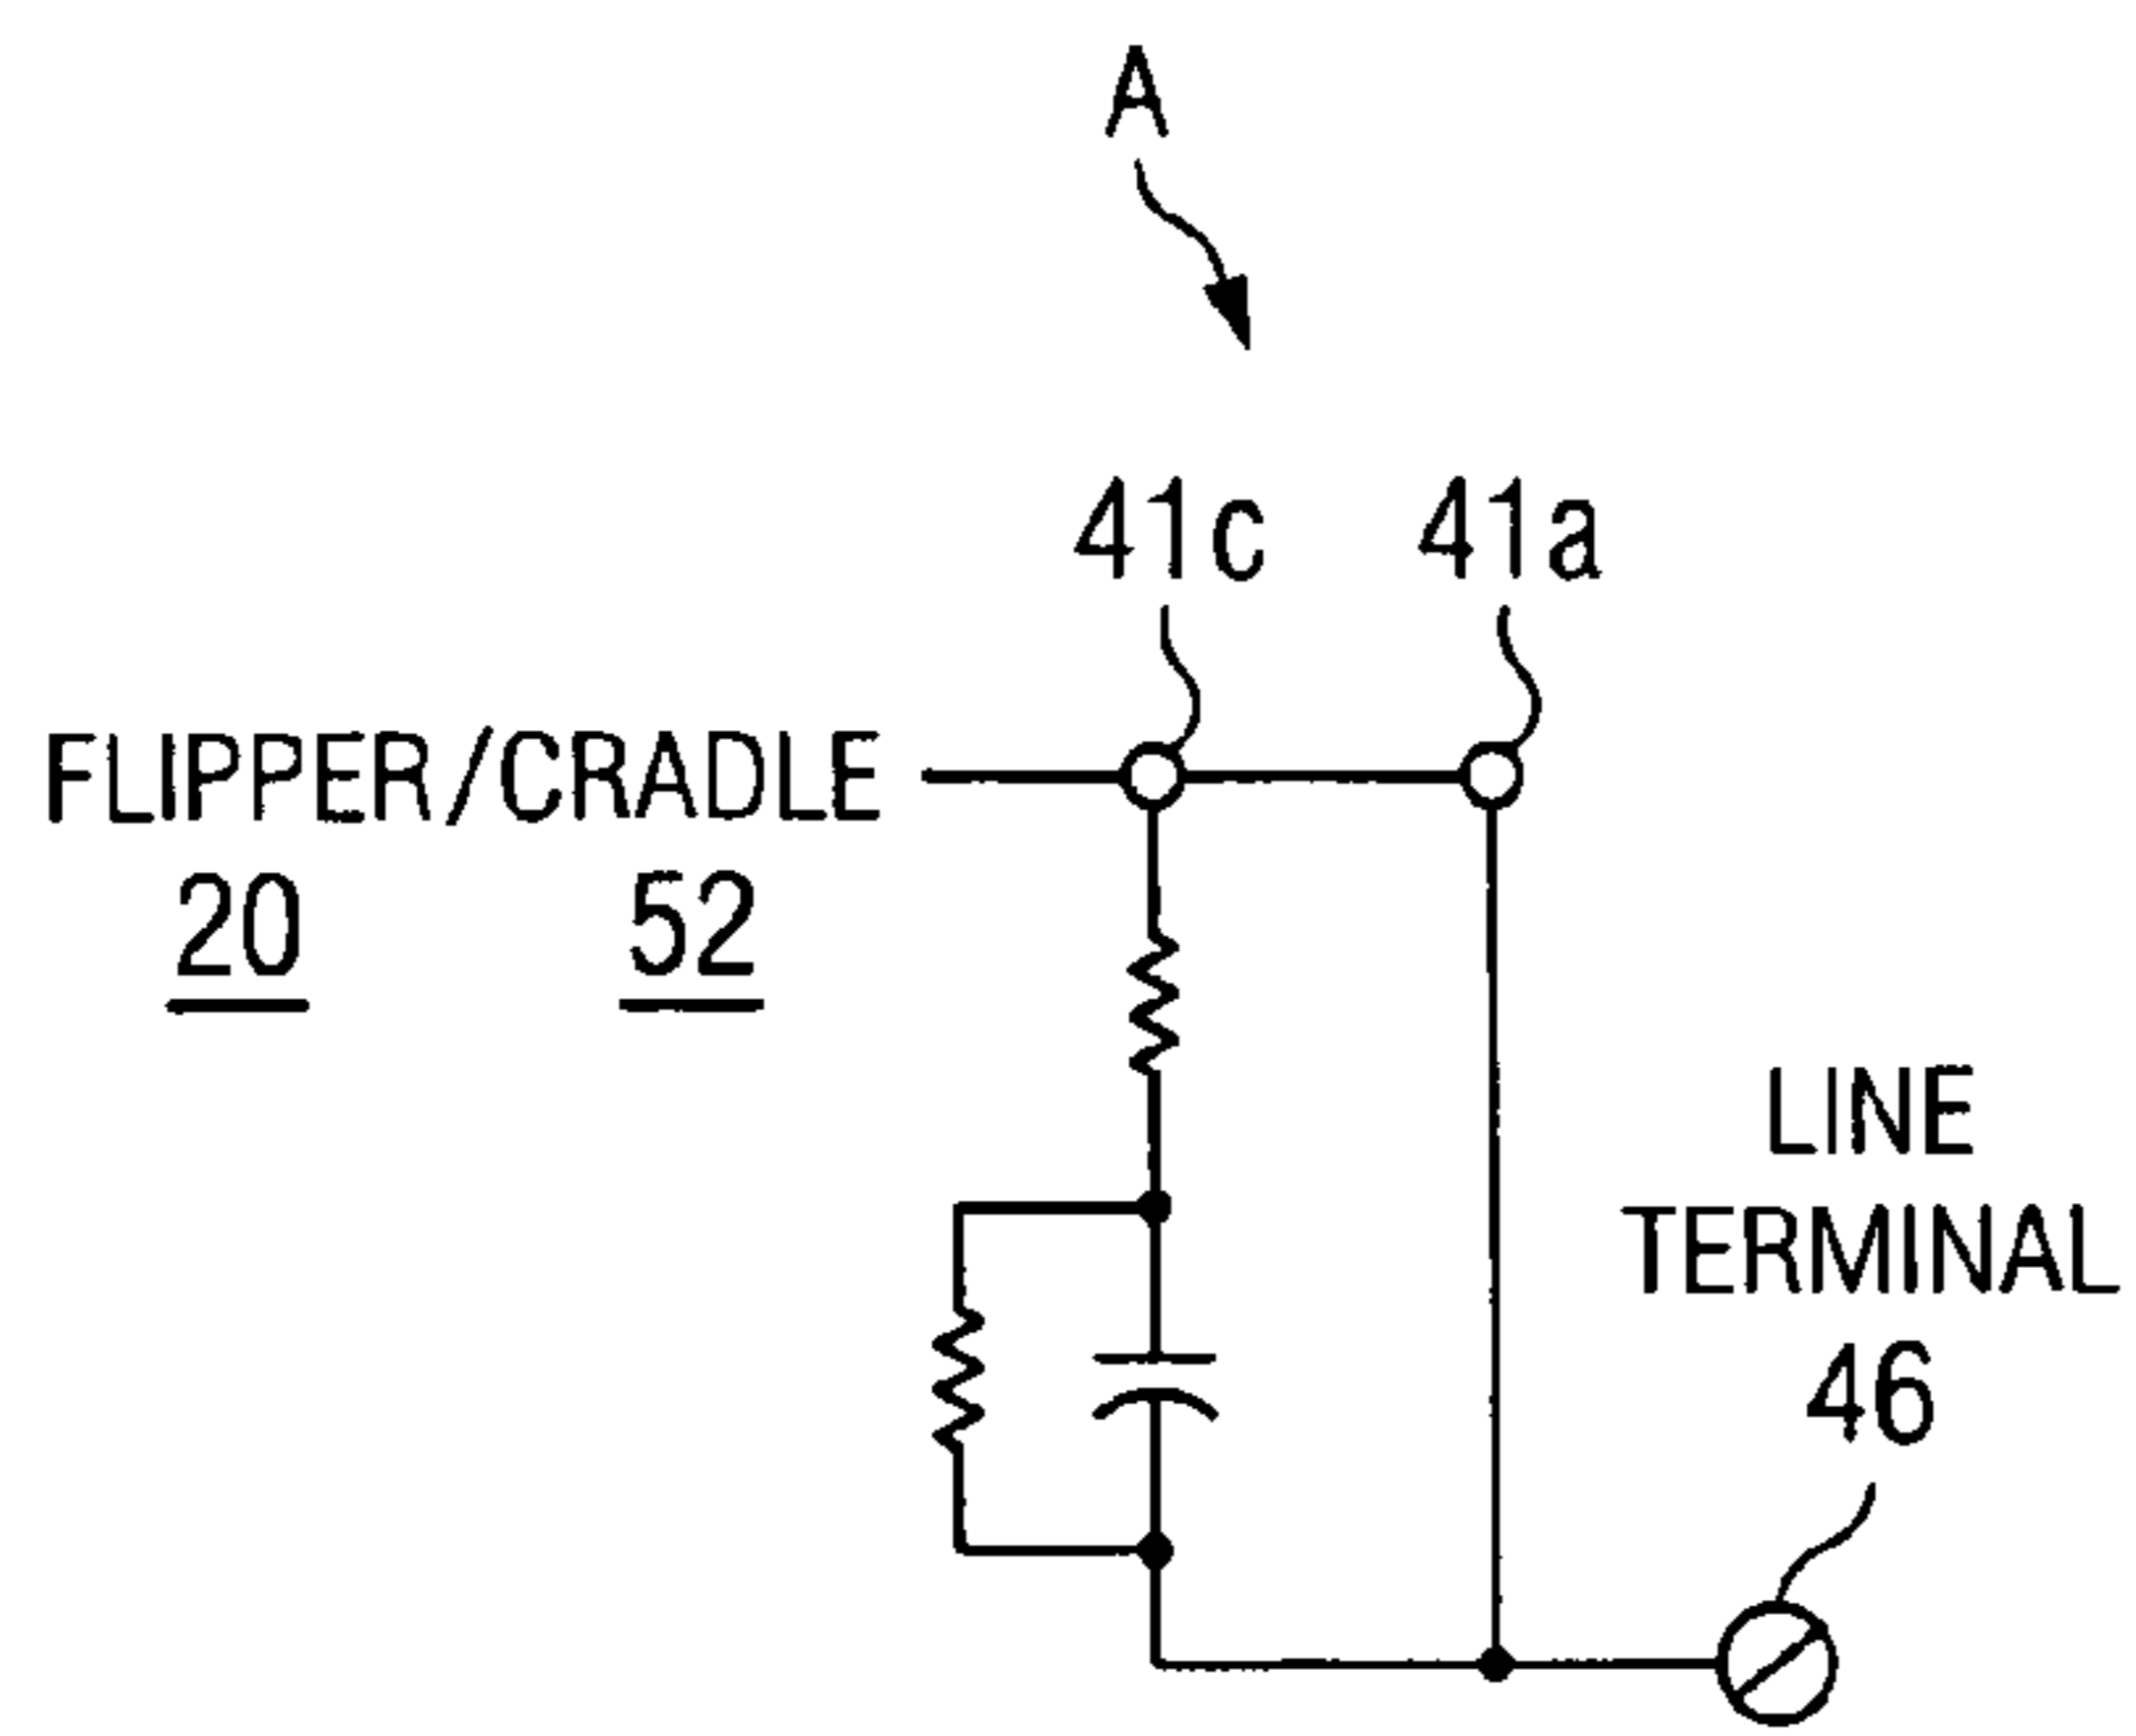 A
41c 41a
FLIPPER/CRADLE
20 52
LINE
TERMINAL
46